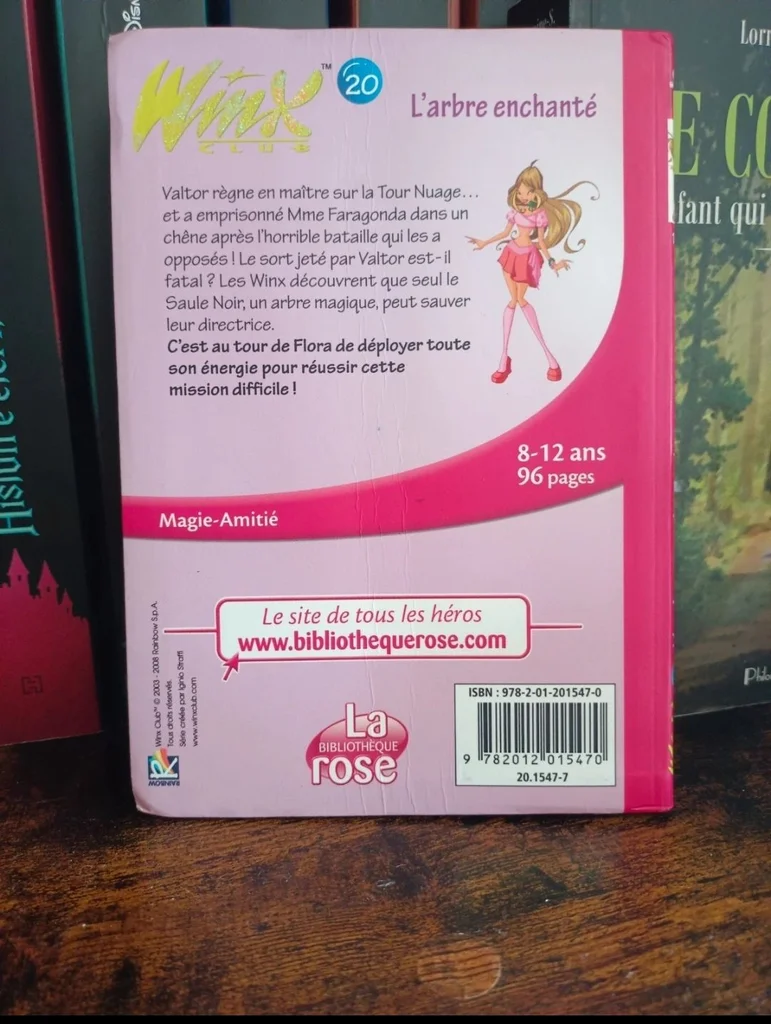 Winx
CLUB
™
20
L'arbre enchanté
Valtor règne en maître sur la Tour Nuage...
et a emprisonné Mme Faragonda dans un
chêne après l'horrible bataille qui les a
opposés ! Le sort jeté par Valtor est-il
fatal ? Les Winx découvrent que seul le
Saule Noir, un arbre magique, peut sauver
leur directrice.
C'est au tour de Flora de déployer toute
son énergie pour réussir cette
mission difficile !
8-12 ans
96 pages
Magie-Amitié
Le site de tous les héros
www.bibliothequerose.com
Winx Club™ © 2003 - 2008 Rainbow S.p.A.
Tous droits réservés.
Série créée par Iginio Straffi
www.winxclub.com
RAINBOW
La
BIBLIOTHÈQUE
rose
ISBN : 978-2-01-201547-0
9 782012 015470
20.1547-7
Lorr
E CO
fant qui